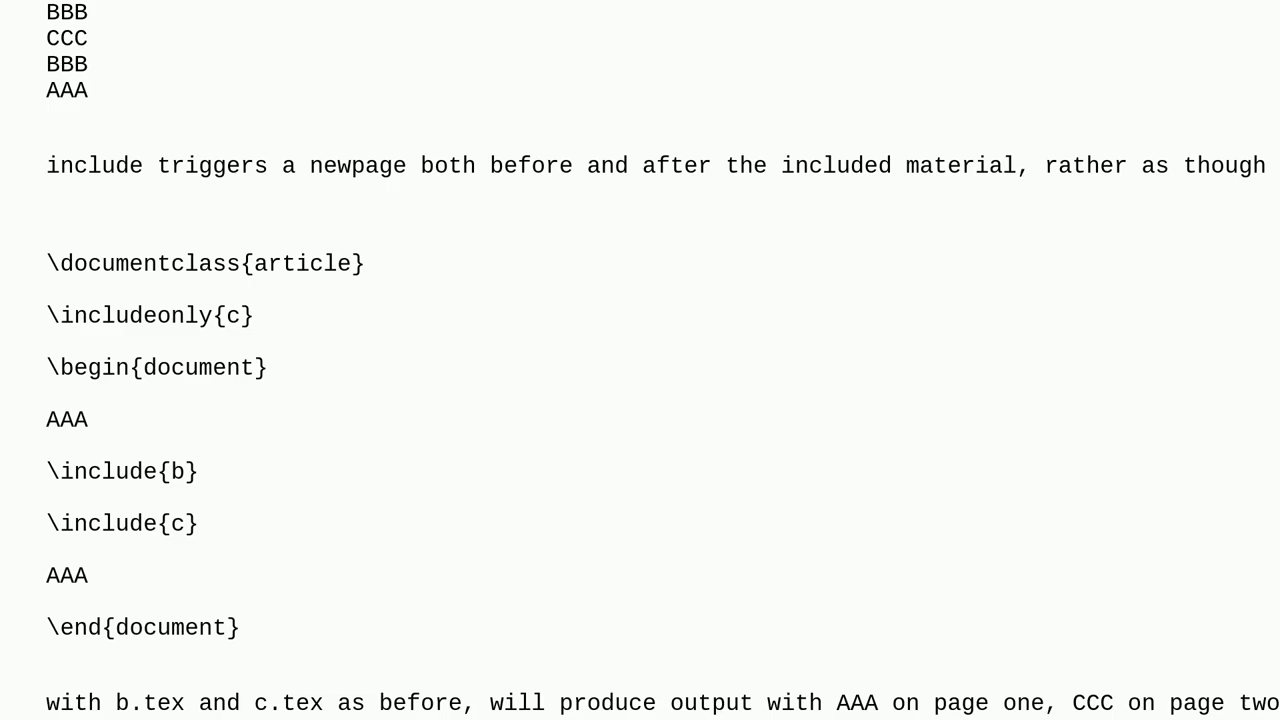 BBB
CCC
BBB
AAA
include triggers a newpage both before and after the included material, rather as though
\documentclass{article}
\includeonly{c}
\begin{document}
AAA
\include{b}
\include{c}
AAA
\end{document}
with b.tex and c.tex as before, will produce output with AAA on page one, CCC on page two